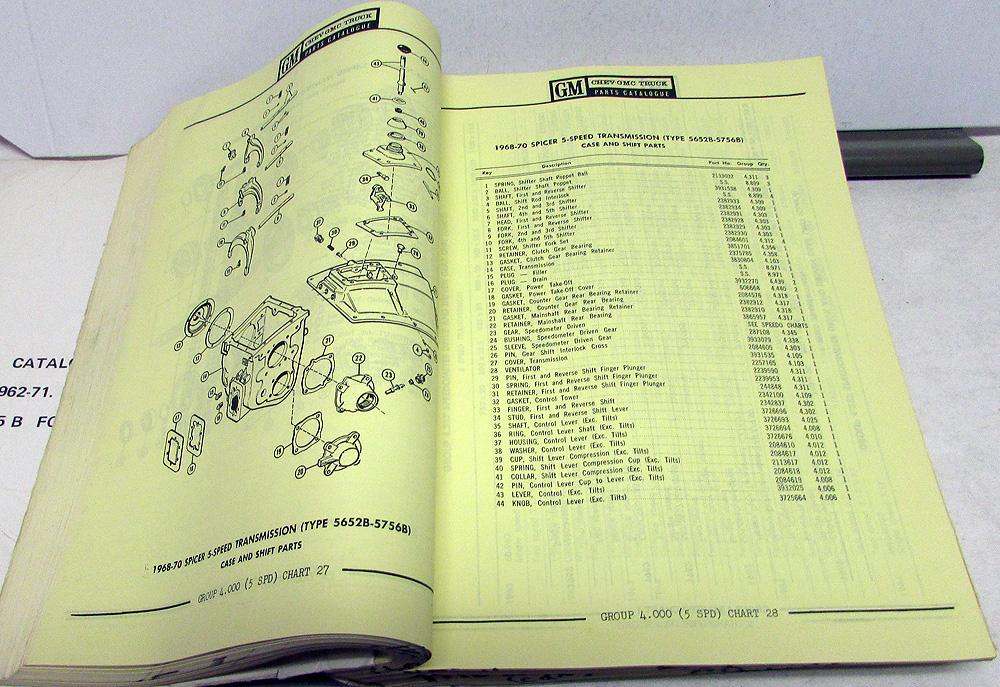 CATALO
962-71.
5 B FO
GM CHEV-GMC TRUCK
PARTS CATALOGUE
1968-70 SPICER 5-SPEED TRANSMISSION (TYPE 5652B-5756B)
CASE AND SHIFT PARTS
GROUP 4.000 (5 SPD) CHART 27
GM CHEV-GMC TRUCK
PARTS CATALOGUE
1968-70 SPICER 5-SPEED TRANSMISSION (TYPE 5652B-5756B)
CASE AND SHIFT PARTS
Key Description Part No. Group Qty.
1 SPRING, Shifter Shaft Poppet Ball 2133032 4.311 3
2 BALL, Shifter Shaft Poppet S.S. 8.899 3
3 SHAFT, First and Reverse Shifter 3931538 4.309 1
4 BALL, Shift Rod Interlock S.S. 8.899
5 SHAFT, 2nd and 3rd Shifter 2382933 4.309 1
6 SHAFT, 4th and 5th Shifter 2382934 4.309 1
7 HEAD, First and Reverse Shifter 2382931 4.303 1
8 FORK, First and Reverse Shifter 2382928 4.303 1
9 FORK, 2nd and 3rd Shifter 2382929 4.303 1
10 FORK, 4th and 5th Shifter 2382930 4.303 1
11 SCREW, Shifter Fork Set 2084601 4.312
12 RETAINER, Clutch Gear Bearing 3851701 4.356 1
13 GASKET, Clutch Gear Bearing Retainer 2375785 4.358 1
14 CASE, Transmission 3830804 4.103 1
15 PLUG — Filler S.S. 8.971 1
16 PLUG — Drain S.S. 8.971 1
17 COVER, Power Take-Off 3932270 4.439
18 GASKET, Power Take-Off Cover 606668 4.440
19 GASKET, Counter Gear Rear Bearing Retainer 2084576 4.318 1
20 RETAINER, Counter Gear Rear Bearing 2382912 4.317 1
21 GASKET, Mainshaft Rear Bearing Retainer 2382910 4.318 1
22 RETAINER, Mainshaft Rear Bearing 3865957 4.317 1
23 GEAR, Speedometer Driven SEE SPEEDO CHARTS
24 BUSHING, Speedometer Driven Gear 287108 4.345 1
25 SLEEVE, Speedometer Driven Gear 3933079 4.338 1
26 PIN, Gear Shift Interlock Cross 2084605 4.303 1
27 COVER, Transmission 3931535 4.105 1
28 VENTILATOR 2257165 4.103 1
29 PIN, First and Reverse Shift Finger Plunger 2239590 4.311 1
30 SPRING, First and Reverse Shift Finger Plunger 2239953 4.311 1
31 RETAINER, First and Reverse Shift Finger Plunger 244848 4.311 1
32 GASKET, Control Tower 2342100 4.109 1
33 FINGER, First and Reverse Shift 2342837 4.302 1
34 STUD, First and Reverse Shift Lever 3726696 4.302 1
35 SHAFT, Control Lever (Exc. Tilts) 3726693 4.025 1
36 RING, Control Lever Shaft (Exc. Tilts) 3726694 4.008 1
37 HOUSING, Control Lever (Exc. Tilts) 3726676 4.010 1
38 WASHER, Control Lever (Exc. Tilts) 2084610 4.012 1
39 CUP, Shift Lever Compression (Exc. Tilts) 2084617 4.012 1
40 SPRING, Shift Lever Compression Cup (Exc. Tilts) 2113617 4.012 1
41 COLLAR, Shift Lever Compression (Exc. Tilts) 2084618 4.012 1
42 PIN, Control Lever Cup to Lever (Exc. Tilts) 2084619 4.008 1
43 LEVER, Control (Exc. Tilts) 3932025 4.006 1
44 KNOB, Control Lever (Exc. Tilts) 3725664 4.006 1
GROUP 4.000 (5 SPD) CHART 28